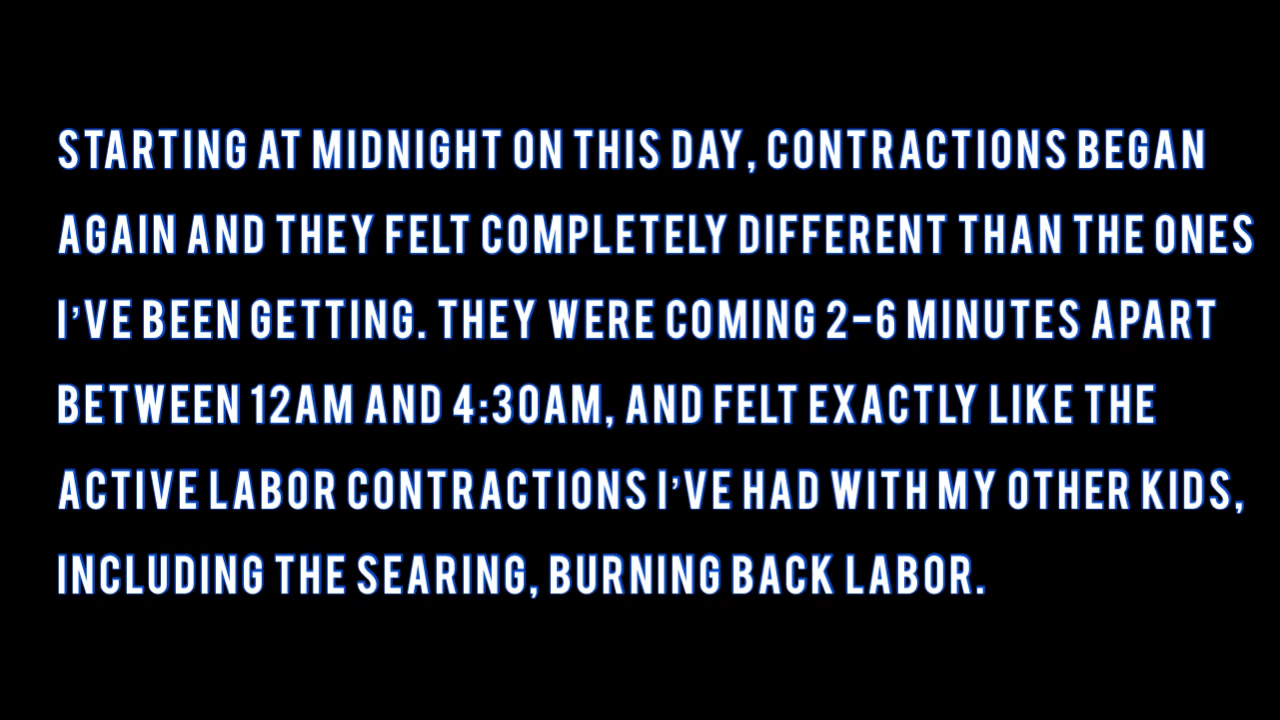 STARTING AT MIDNIGHT ON THIS DAY, CONTRACTIONS BEGAN
AGAIN AND THEY FELT COMPLETELY DIFFERENT THAN THE ONES
I'VE BEEN GETTING. THEY WERE COMING 2-6 MINUTES APART
BETWEEN 12AM AND 4:30AM, AND FELT EXACTLY LIKE THE
ACTIVE LABOR CONTRACTIONS I'VE HAD WITH MY OTHER KIDS,
INCLUDING THE SEARING, BURNING BACK LABOR.